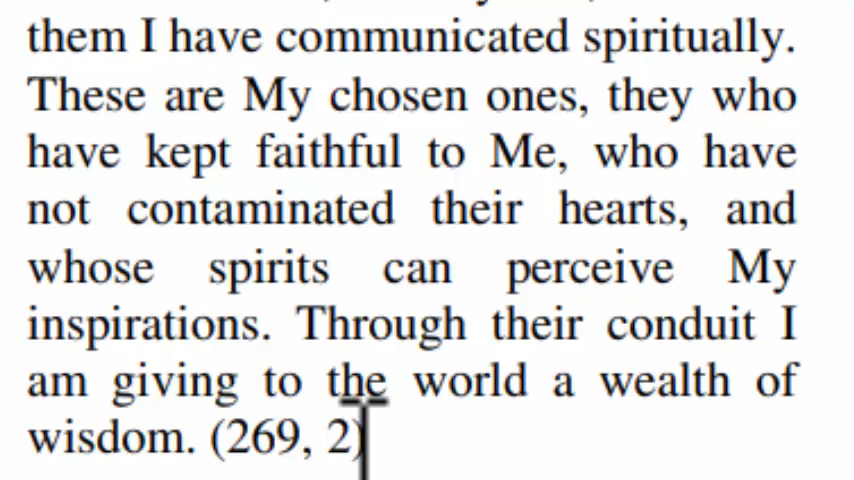 them I have communicated spiritually.
These are My chosen ones, they who
have kept faithful to Me, who have
not contaminated their hearts, and
whose spirits can perceive My
inspirations. Through their conduit I
am giving to the world a wealth of
wisdom. (269, 2)